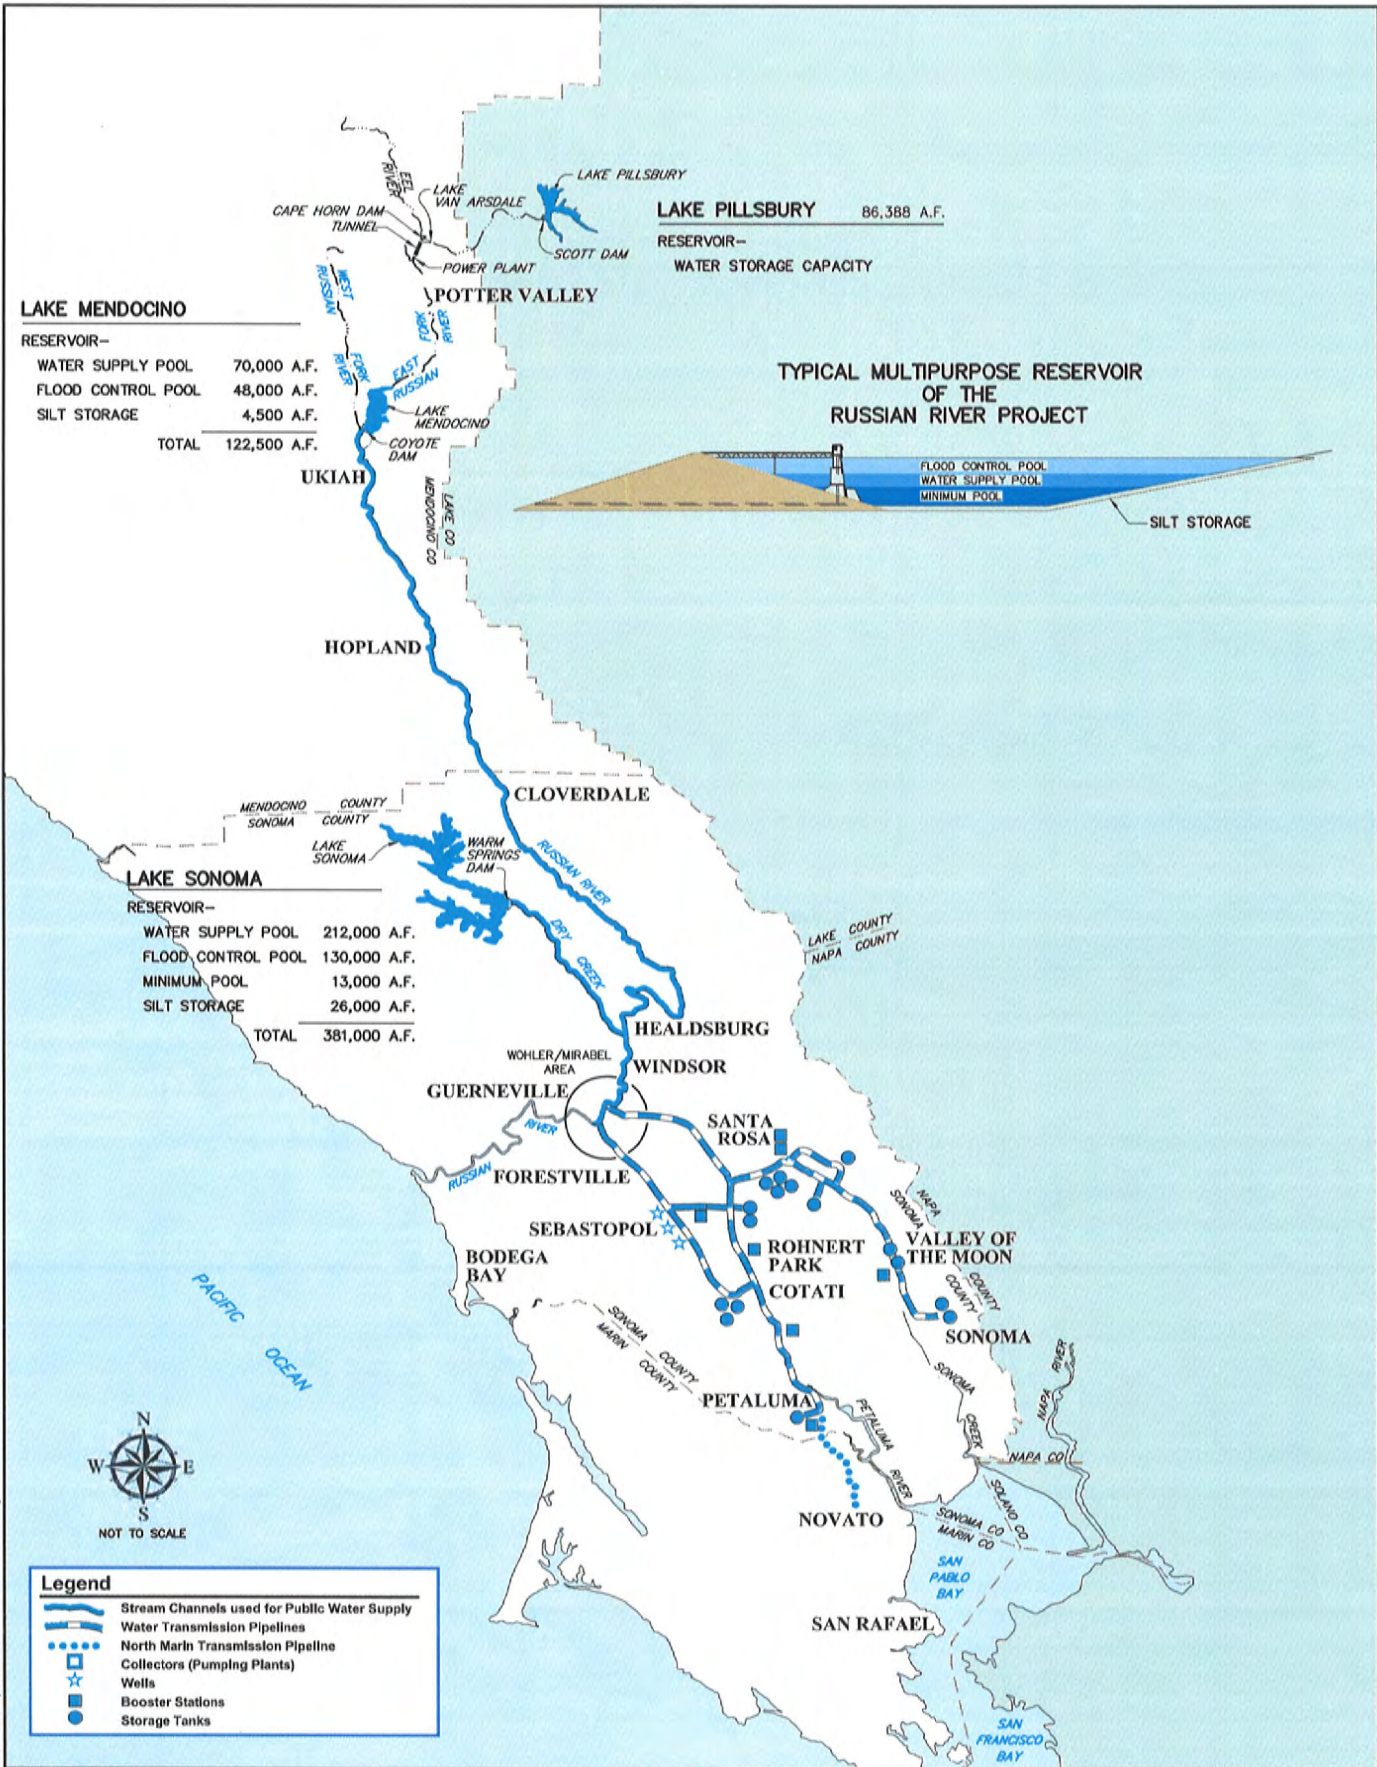 EEL
RIVER
LAKE
VAN ARSDALE
LAKE PILLSBURY
CAPE HORN DAM
TUNNEL
POWER PLANT
SCOTT DAM
LAKE PILLSBURY 86,388 A.F.
RESERVOIR-
WATER STORAGE CAPACITY
POTTER VALLEY
WEST
RUSSIAN
FORK
RIVER
FORK
RIVER
EAST
RUSSIAN
LAKE MENDOCINO
RESERVOIR-
WATER SUPPLY POOL 70,000 A.F.
FLOOD CONTROL POOL 48,000 A.F.
SILT STORAGE 4,500 A.F.
TOTAL 122,500 A.F.
LAKE
MENDOCINO
COYOTE
DAM
UKIAH
LAKE CO
MENDOCINO CO
TYPICAL MULTIPURPOSE RESERVOIR
OF THE
RUSSIAN RIVER PROJECT
FLOOD CONTROL POOL
WATER SUPPLY POOL
MINIMUM POOL
SILT STORAGE
HOPLAND
CLOVERDALE
MENDOCINO COUNTY
SONOMA COUNTY
LAKE
SONOMA
WARM
SPRINGS
DAM
RUSSIAN RIVER
LAKE SONOMA
RESERVOIR-
WATER SUPPLY POOL 212,000 A.F.
FLOOD CONTROL POOL 130,000 A.F.
MINIMUM POOL 13,000 A.F.
SILT STORAGE 26,000 A.F.
TOTAL 381,000 A.F.
DRY
CREEK
LAKE COUNTY
NAPA COUNTY
HEALDSBURG
WINDSOR
WOHLER/MIRABEL
AREA
GUERNEVILLE
RUSSIAN
RIVER
FORESTVILLE
SANTA
ROSA
SEBASTOPOL
BODEGA
BAY
ROHNERT
PARK
COTATI
VALLEY OF
THE MOON
NAPA
SONOMA
COUNTY
COUNTY
SONOMA
SONOMA COUNTY
MARIN COUNTY
PACIFIC
OCEAN
PETALUMA
PETALUMA
RIVER
SONOMA
CREEK
NAPA RIVER
NAPA CO
SOLANO CO
SONOMA CO
MARIN CO
NOVATO
SAN
PABLO
BAY
SAN RAFAEL
SAN
FRANCISCO
BAY
N
W E
S
NOT TO SCALE
Legend
Stream Channels used for Public Water Supply
Water Transmission Pipelines
North Marin Transmission Pipeline
Collectors (Pumping Plants)
Wells
Booster Stations
Storage Tanks